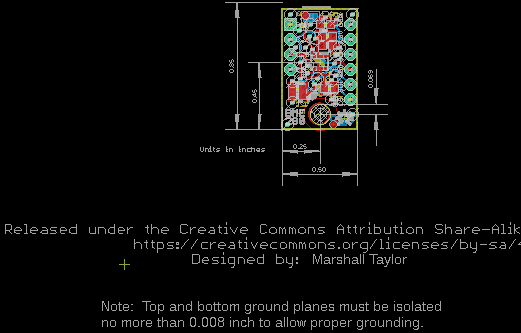 0.85
0.45
0.069
Units in inches
0.25
0.50
Released under the Creative Commons Attribution Share-Alik
https://creativecommons.org/licenses/by-sa/4
Designed by: Marshall Taylor
Note: Top and bottom ground planes must be isolated
no more than 0.008 inch to allow proper grounding.